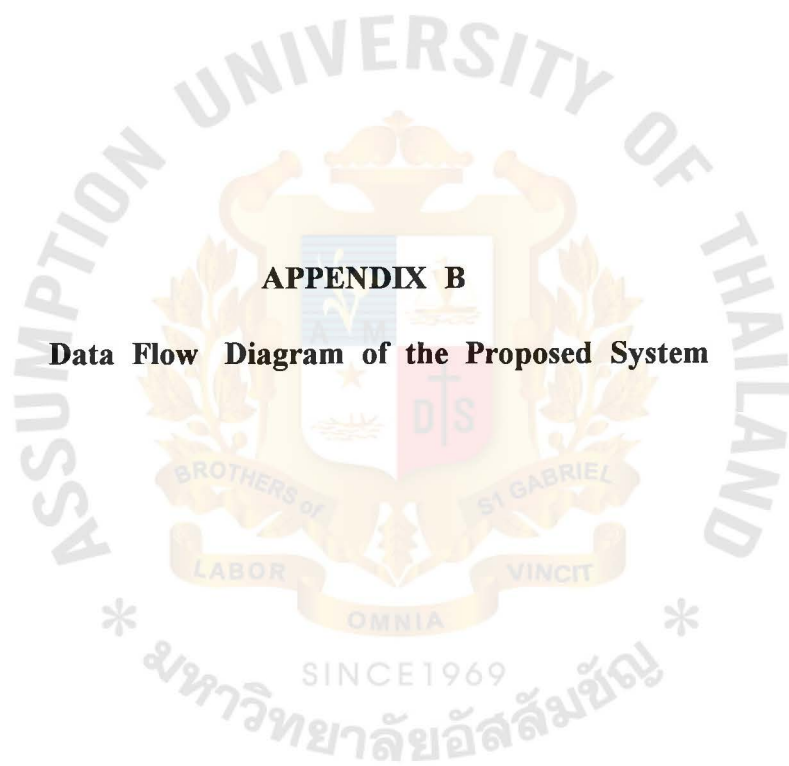 ASSUMPTION UNIVERSITY OF THAILAND
APPENDIX B
A M
Data Flow Diagram of the Proposed System
D S
BROTHERS of ST GABRIEL
LABOR VINCIT
OMNIA
SINCE1969
* มหาวิทยาลัยอัสสัมชัญ *